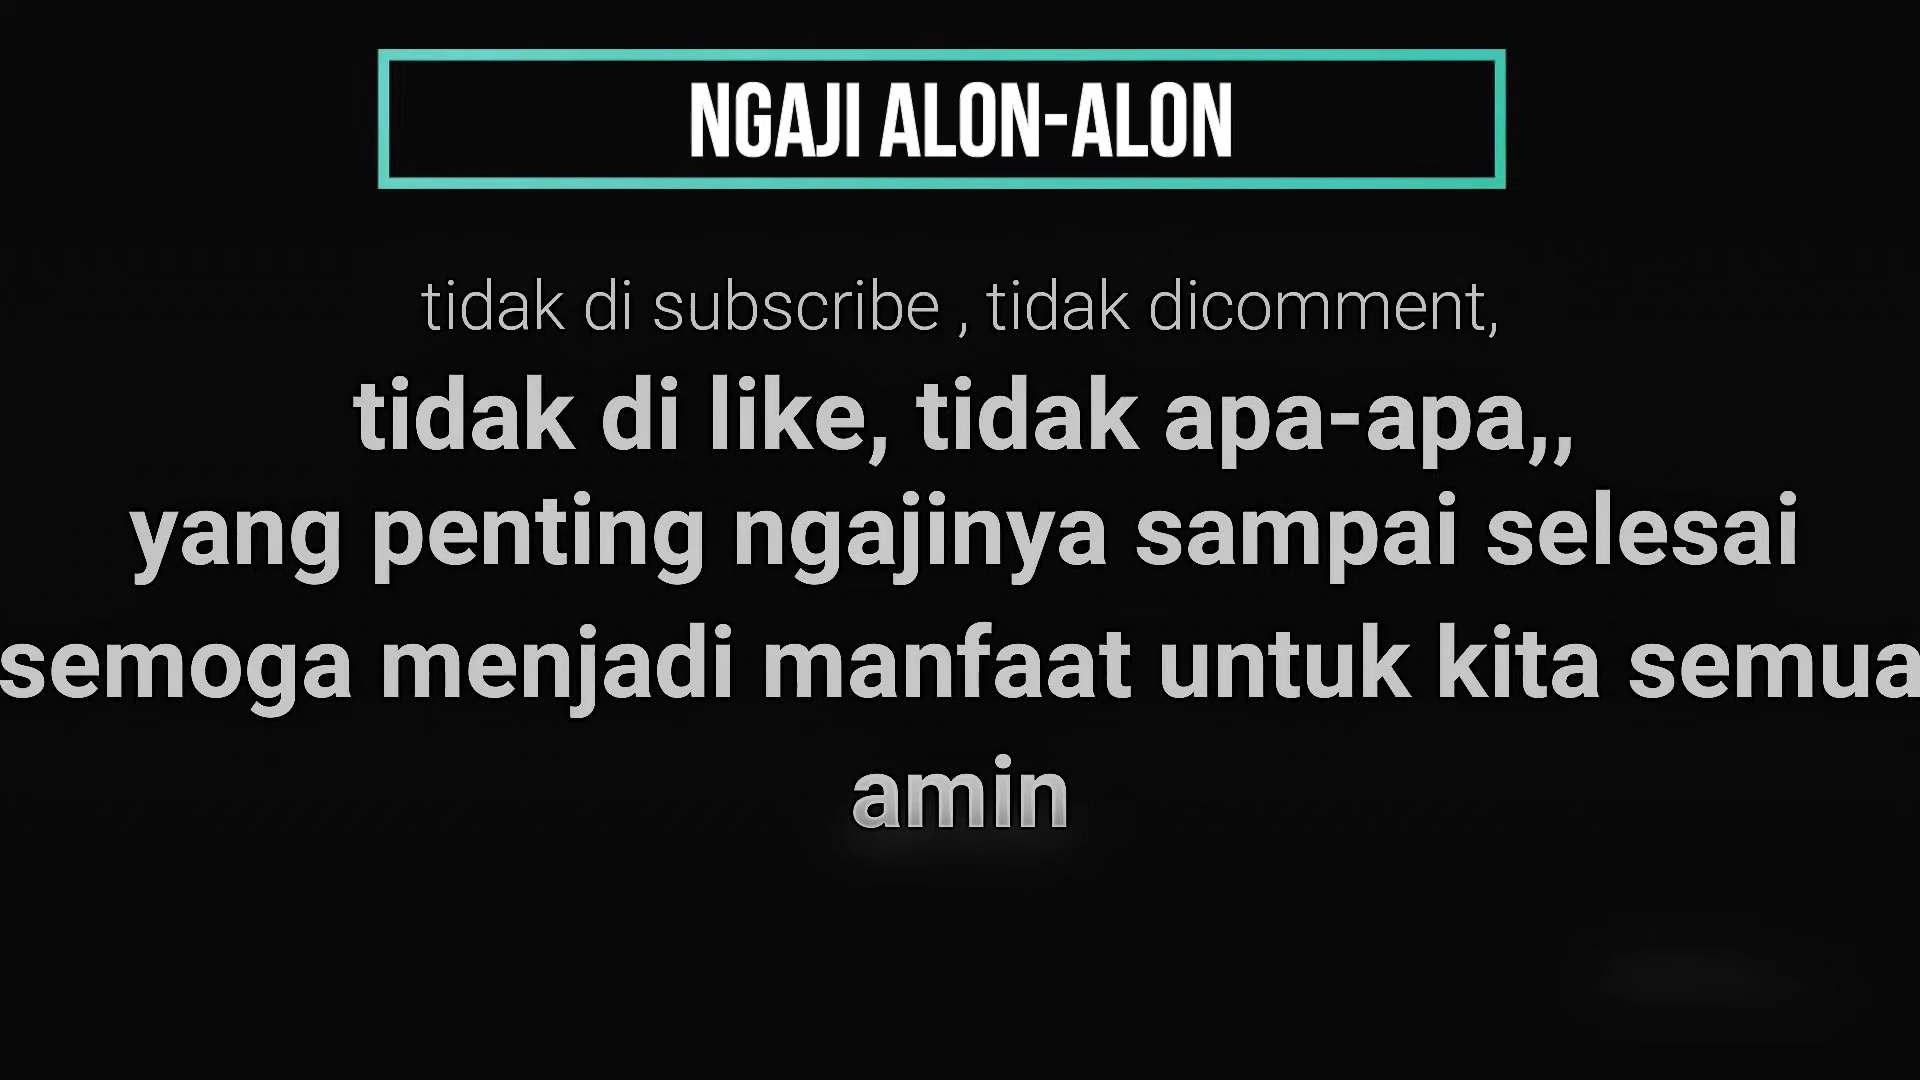 NGAJI ALON-ALON
tidak di subscribe , tidak dicomment,
tidak di like, tidak apa-apa,,
yang penting ngajinya sampai selesai
semoga menjadi manfaat untuk kita semua
amin